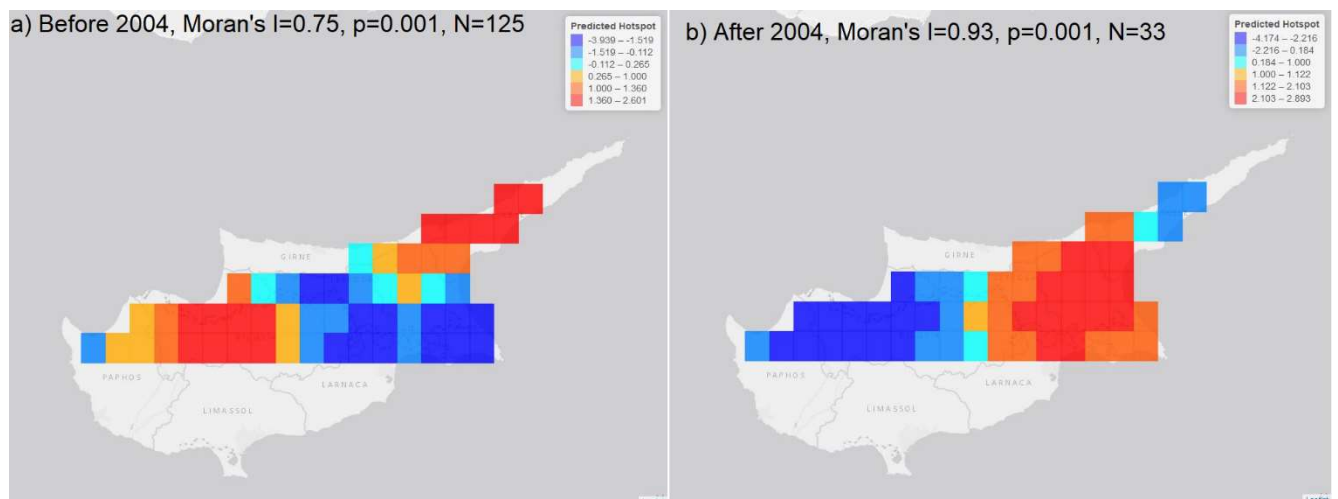 a) Before 2004, Moran's I=0.75, p=0.001, N=125
Predicted Hotspot
-3.939 – -1.519
-1.519 – -0.112
-0.112 – 0.265
0.265 – 1.000
1.000 – 1.360
1.360 – 2.601
GIRNE
PAPHOS
LARNACA
LIMASSOL
b) After 2004, Moran's I=0.93, p=0.001, N=33
Predicted Hotspot
-4.174 – -2.216
-2.216 – 0.184
0.184 – 1.000
1.000 – 1.122
1.122 – 2.103
2.103 – 2.893
GIRNE
PAPHOS
LARNACA
LIMASSOL